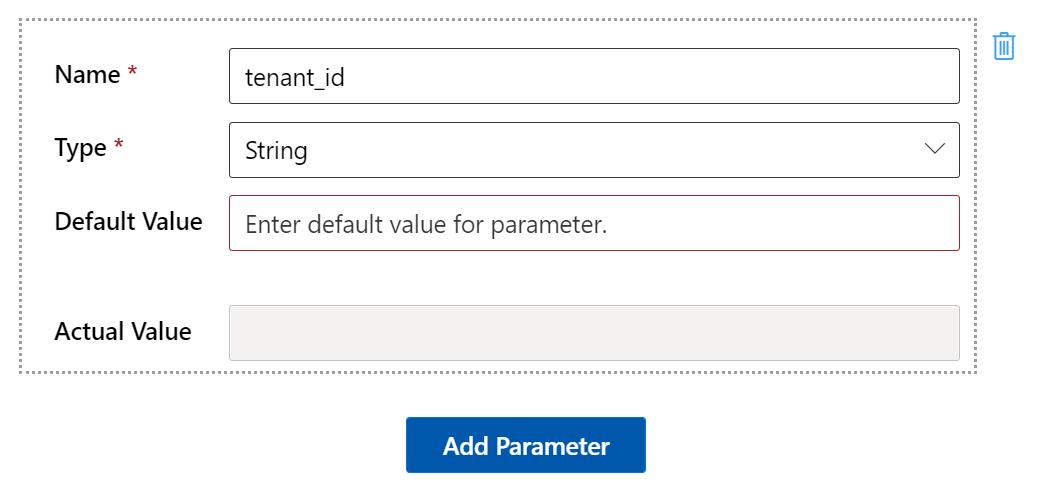 Name *
tenant_id
Type *
String
Default Value
Enter default value for parameter.
Actual Value
Add Parameter